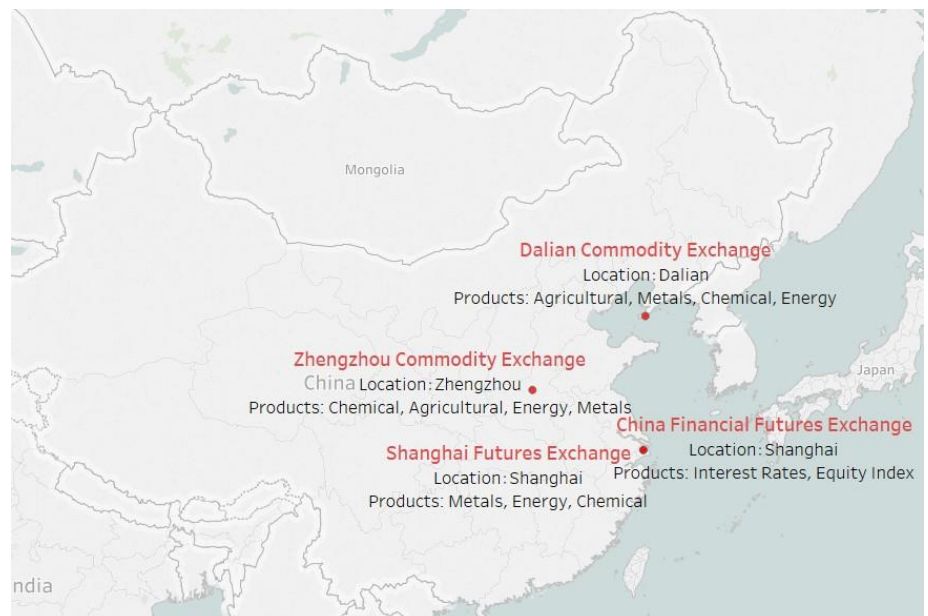 Mongolia
Dalian Commodity Exchange
Location: Dalian
Products: Agricultural, Metals, Chemical, Energy
Zhengzhou Commodity Exchange
China
Location: Zhengzhou
Products: Chemical, Agricultural, Energy, Metals
Japan
China Financial Futures Exchange
Location: Shanghai
Products: Interest Rates, Equity Index
Shanghai Futures Exchange
Location: Shanghai
Products: Metals, Energy, Chemical
ndia